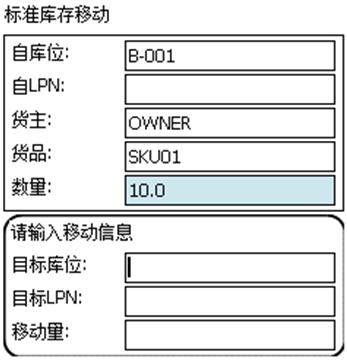 标准库存移动
自库位: B-001
自LPN:
货主: OWNER
货品: SKU01
数量: 10.0
请输入移动信息
目标库位:
目标LPN:
移动量: